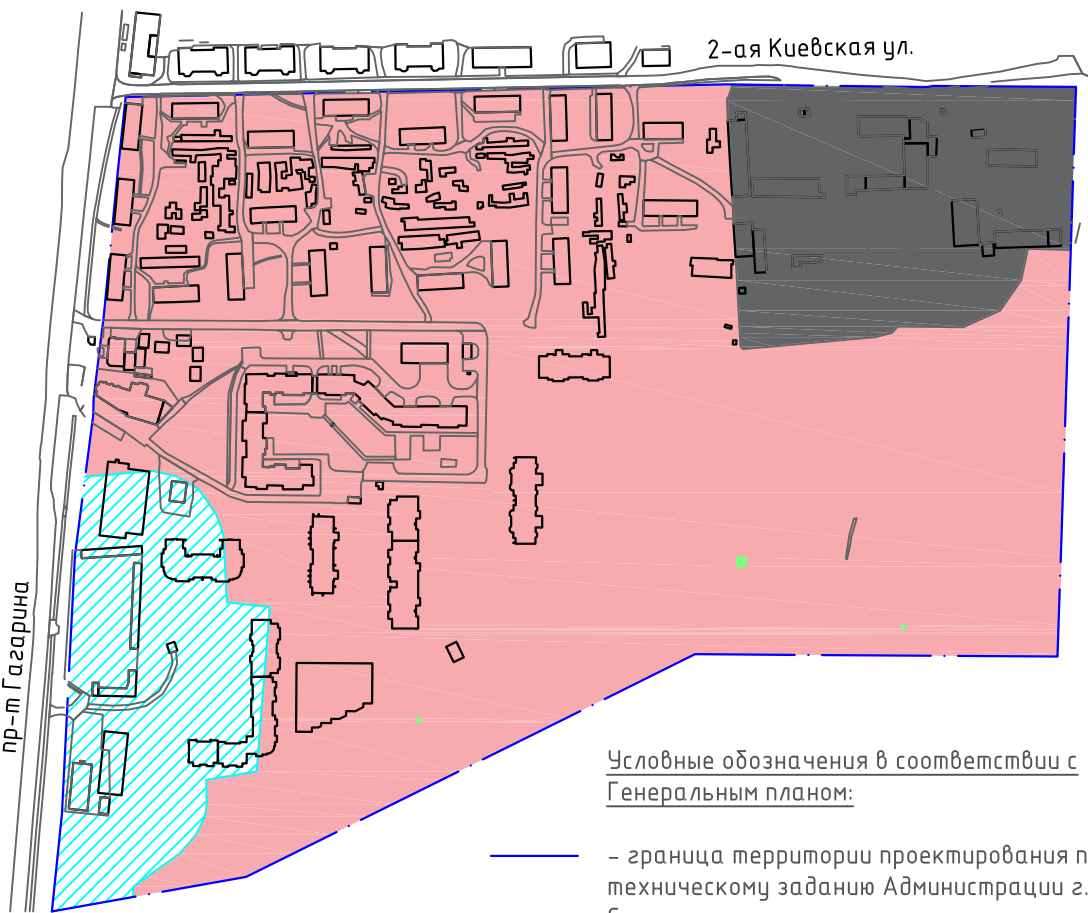 2-ая Киевская ул.
пр-т Гагарина
Условные обозначения в соответствии с
Генеральным планом:
– граница территории проектирования п
техническому заданию Администрации г.